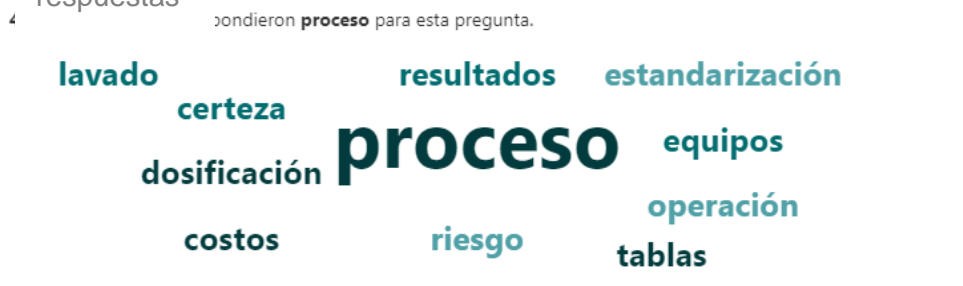 respuestas
pondieron proceso para esta pregunta.
lavado
resultados
estandarización
certeza
proceso
equipos
dosificación
operación
costos
riesgo
tablas